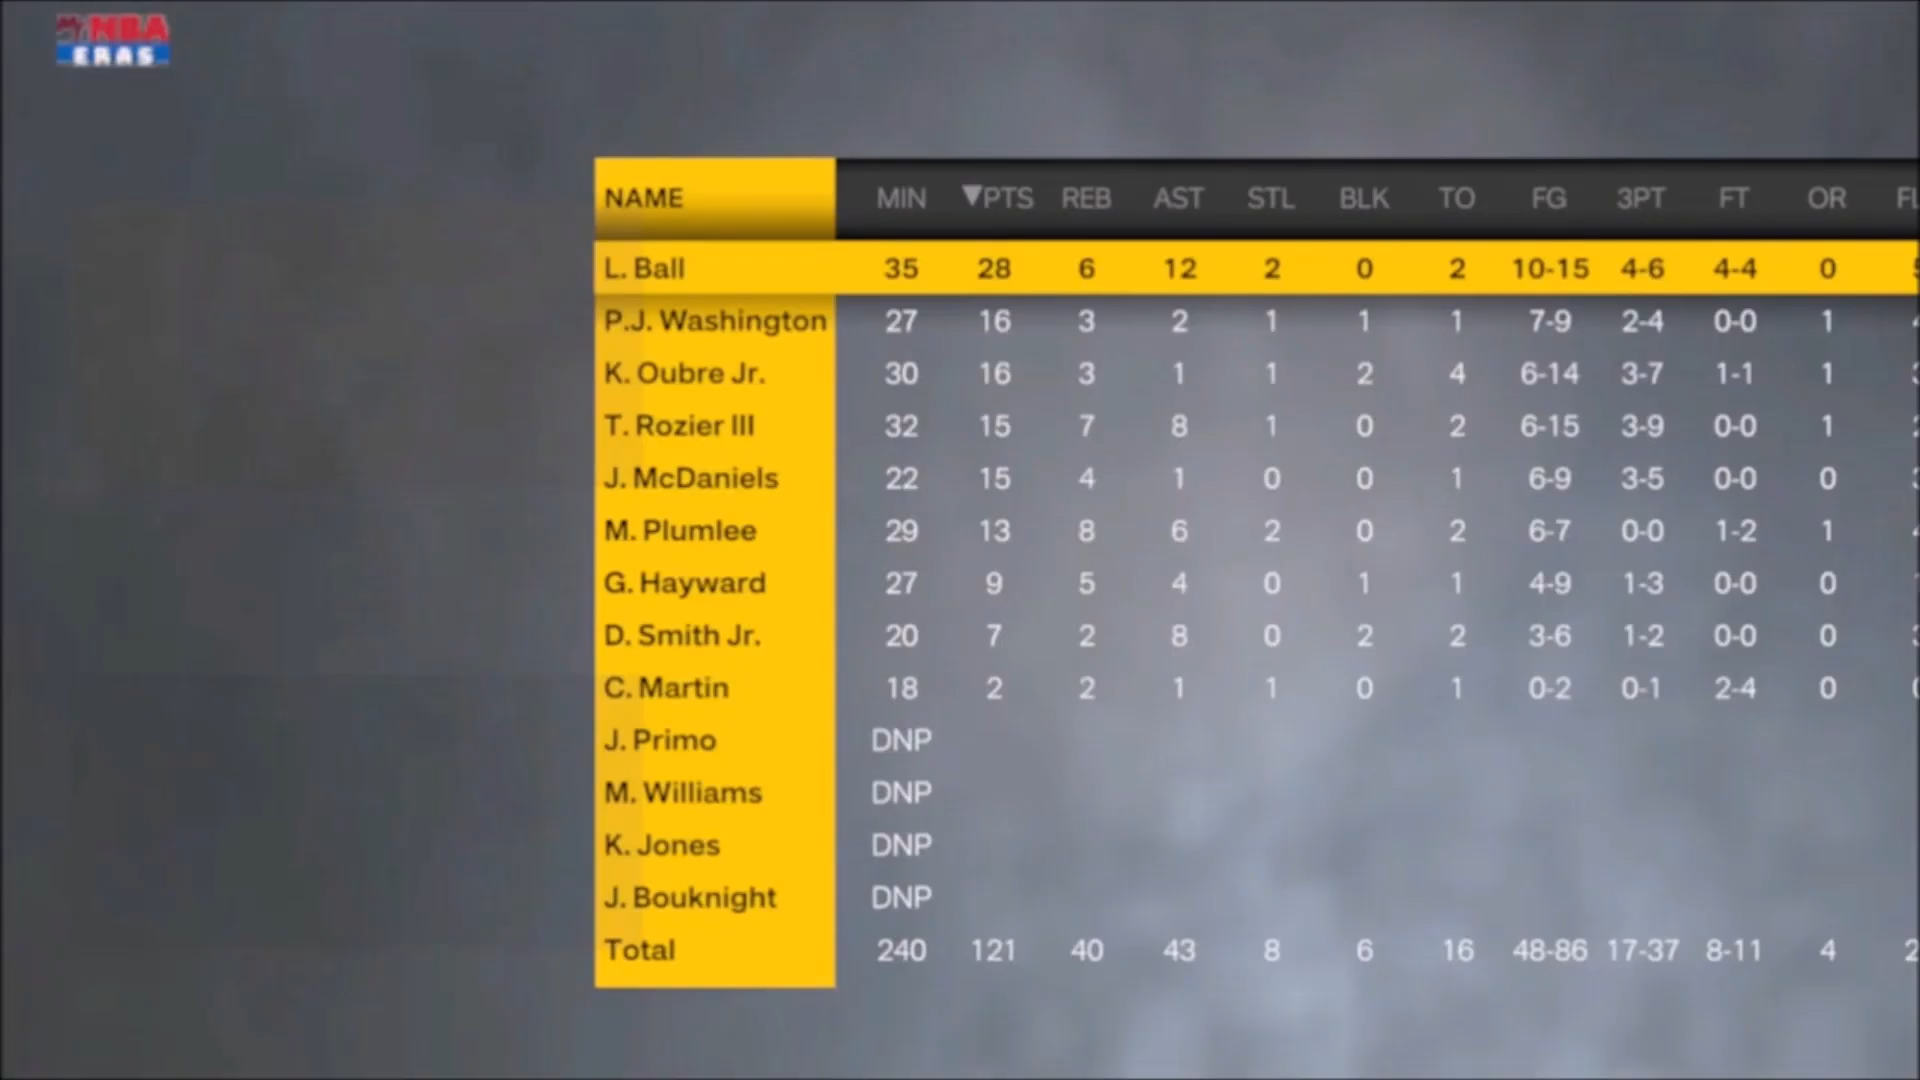 MyNBA
ERAS
NAME MIN ▼PTS REB AST STL BLK TO FG 3PT FT OR
L. Ball 35 28 6 12 2 0 2 10-15 4-6 4-4 0
P.J. Washington 27 16 3 2 1 1 1 7-9 2-4 0-0 1
K. Oubre Jr. 30 16 3 1 1 2 4 6-14 3-7 1-1 1
T. Rozier III 32 15 7 8 1 0 2 6-15 3-9 0-0 1
J. McDaniels 22 15 4 1 0 0 1 6-9 3-5 0-0 0
M. Plumlee 29 13 8 6 2 0 2 6-7 0-0 1-2 1
G. Hayward 27 9 5 4 0 1 1 4-9 1-3 0-0 0
D. Smith Jr. 20 7 2 8 0 2 2 3-6 1-2 0-0 0
C. Martin 18 2 2 1 1 0 1 0-2 0-1 2-4 0
J. Primo DNP
M. Williams DNP
K. Jones DNP
J. Bouknight DNP
Total 240 121 40 43 8 6 16 48-86 17-37 8-11 4